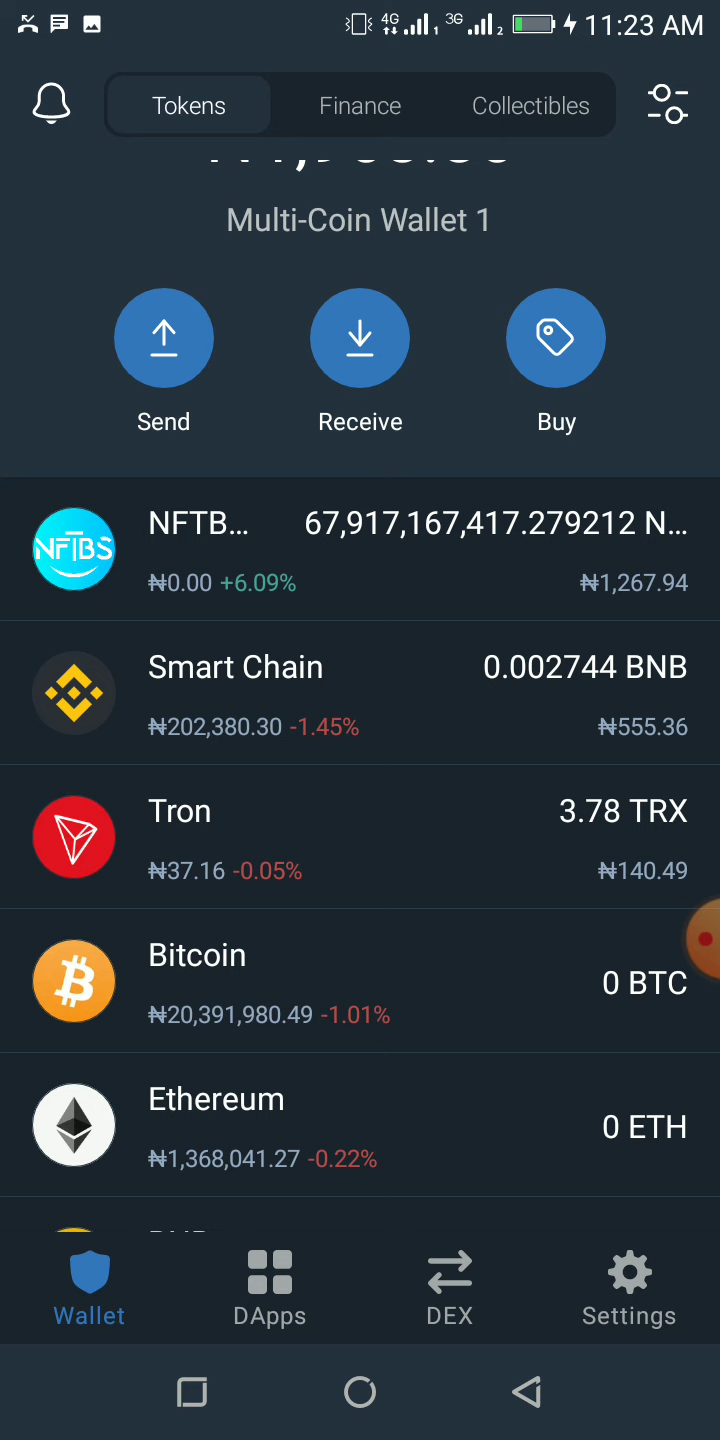 4G 1 3G 2 11:23 AM
Tokens Finance Collectibles
Multi-Coin Wallet 1
Send Receive Buy
NFTBS
NFTB... 67,917,167,417.279212 N...
₦0.00 +6.09% ₦1,267.94
Smart Chain 0.002744 BNB
₦202,380.30 -1.45% ₦555.36
Tron 3.78 TRX
₦37.16 -0.05% ₦140.49
Bitcoin
0 BTC
₦20,391,980.49 -1.01%
Ethereum
0 ETH
₦1,368,041.27 -0.22%
Wallet DApps DEX Settings